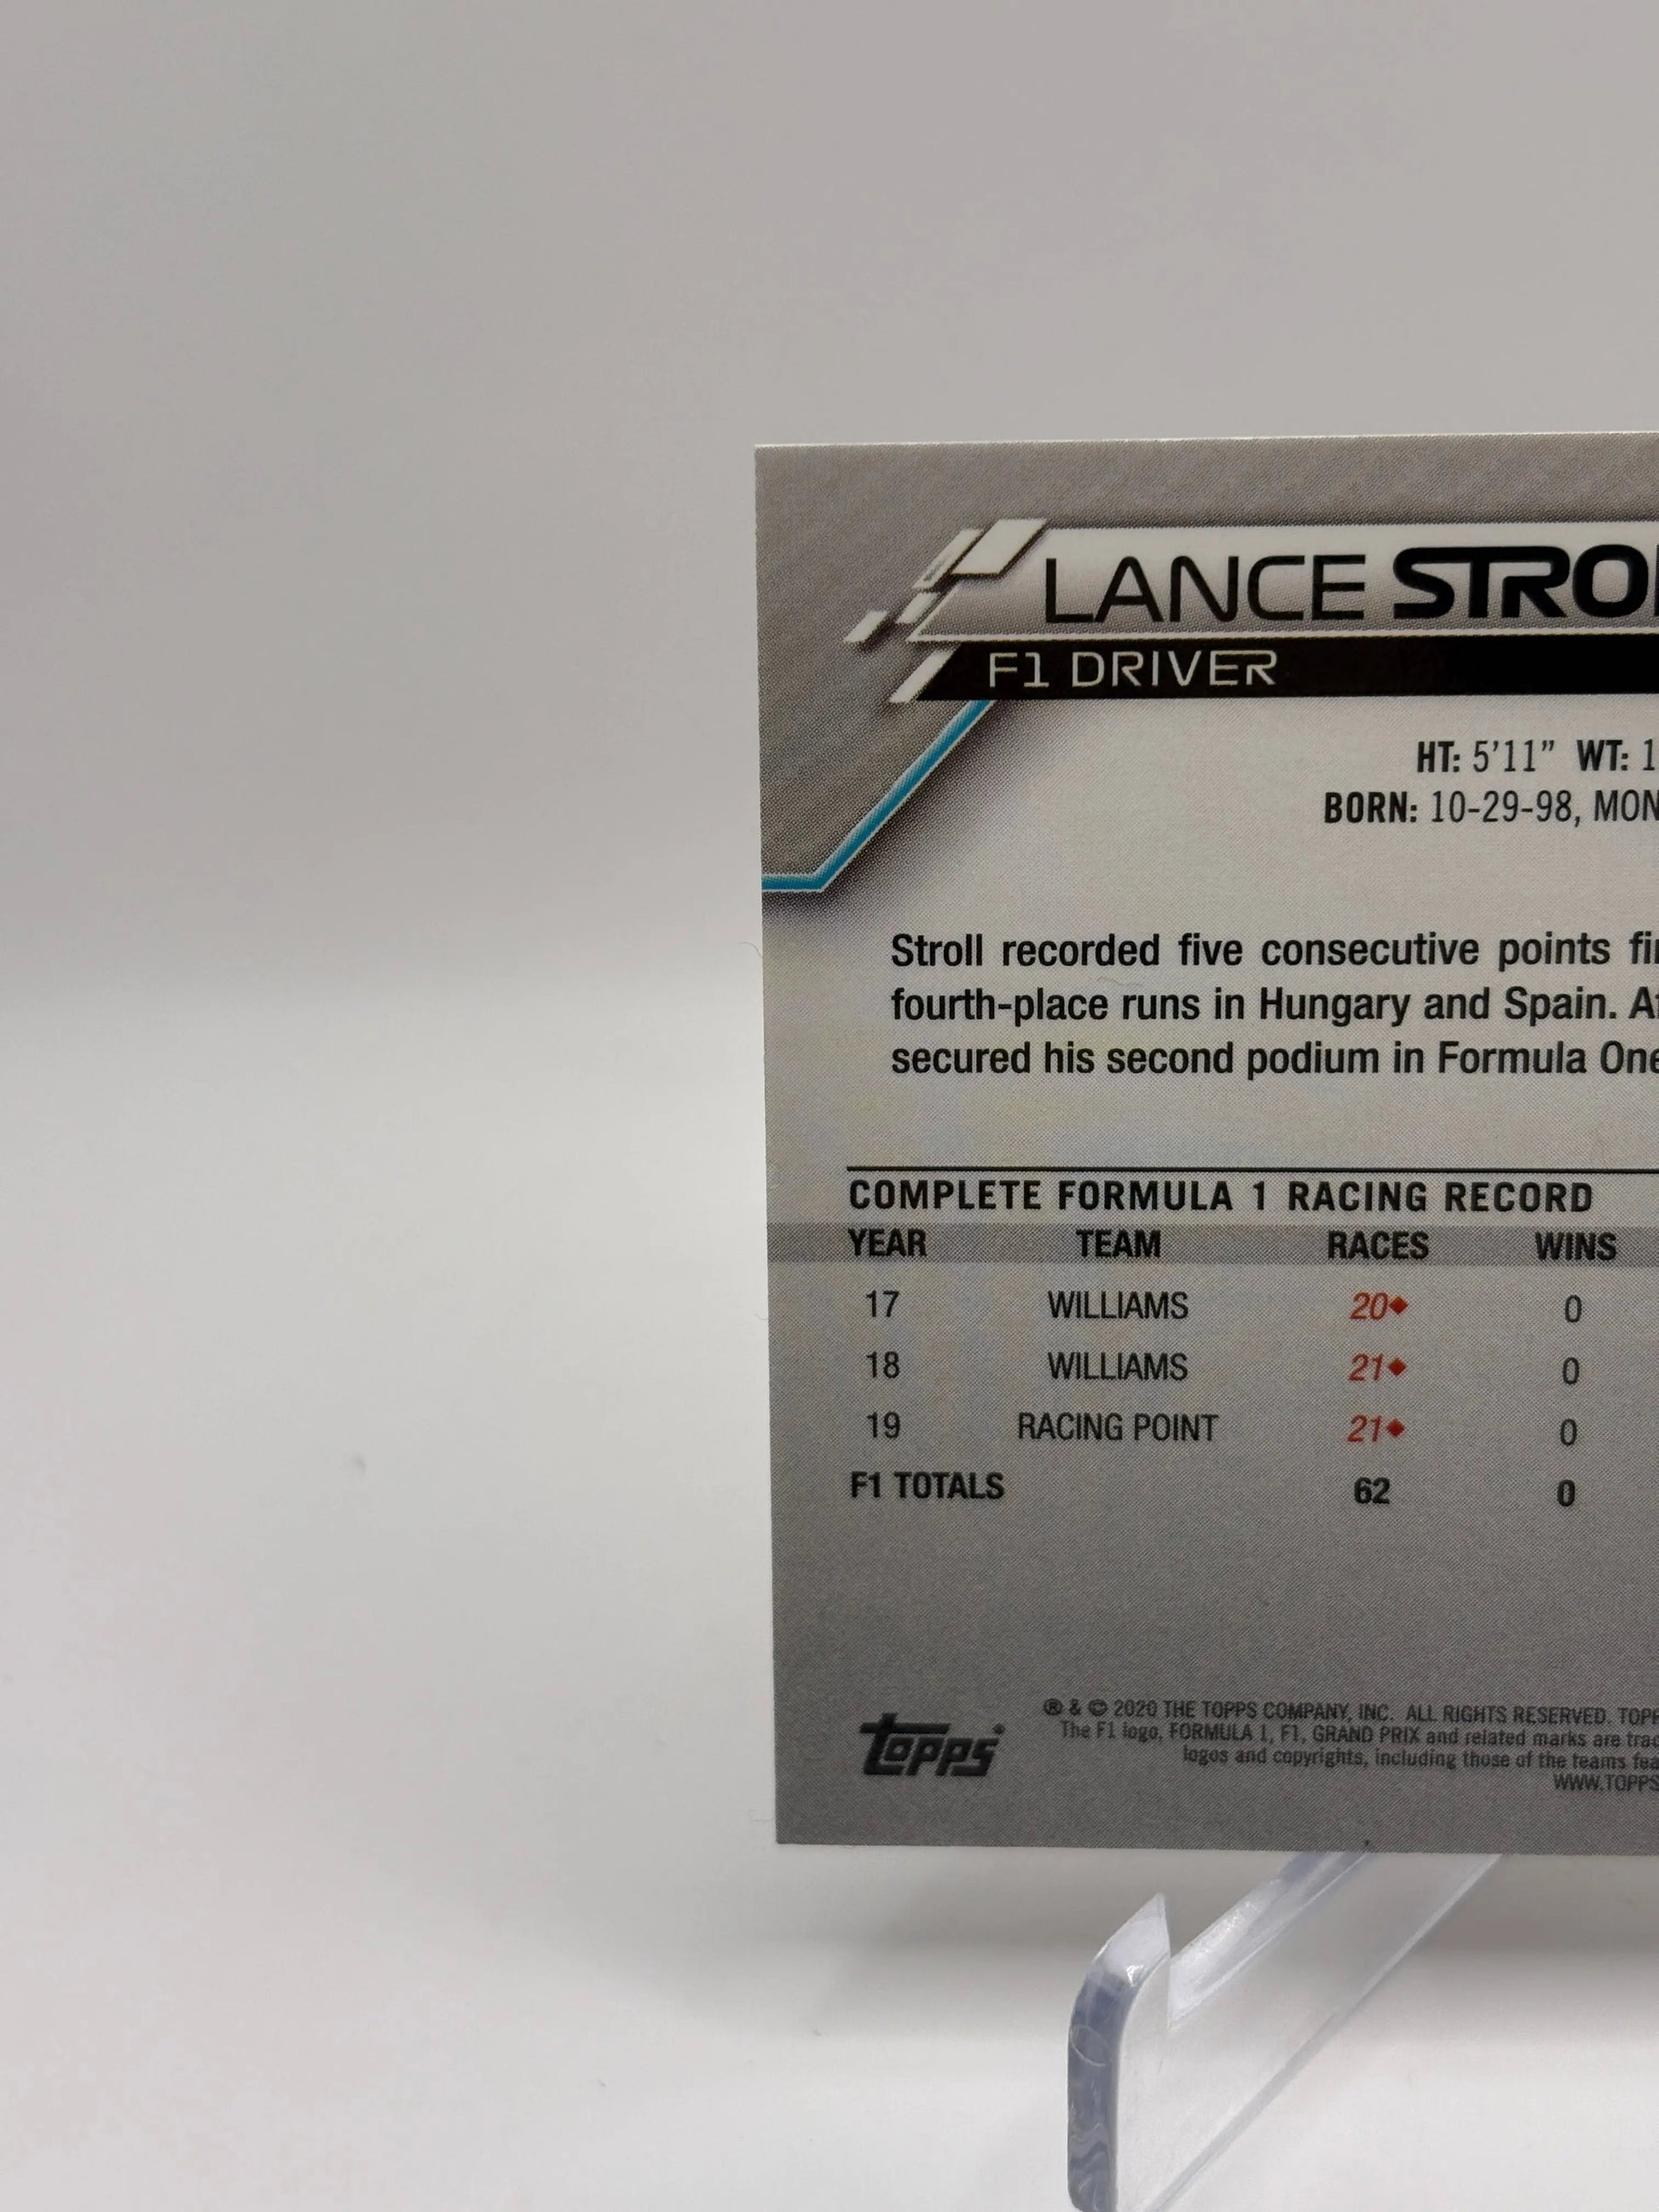 LANCE
F1 DRIVER
HT: 5'11" WT:
BORN: 10-29-98,
Stroll recorded five consecutive points
fourth-place runs in Hungary and Spain.
secured his second podium in Formula One
COMPLETE FORMULA 1 RACING RECORD
YEAR TEAM RACES WINS
17 WILLIAMS 20◆ 0
18 WILLIAMS 21◆ 0
19 RACING POINT 21◆ 0
F1 TOTALS 62 0
topps
® & © 2020 THE TOPPS COMPANY, INC. ALL RIGHTS RESERVED.
The F1 logo, FORMULA 1, F1, GRAND PRIX and related marks are
logos and copyrights, including those of the teams